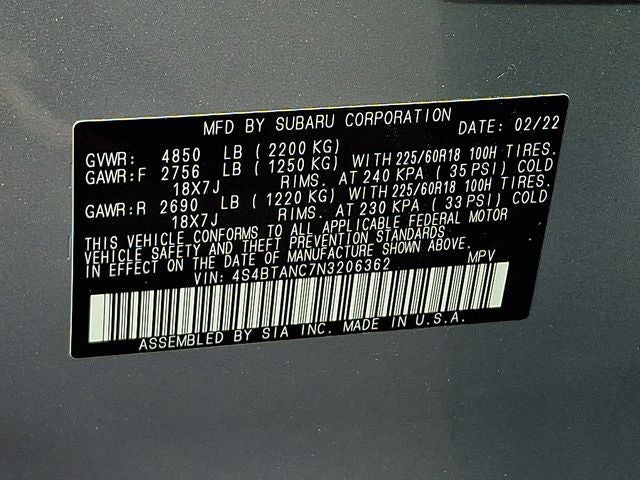 MFD BY SUBARU CORPORATION DATE: 02/22
GVWR: 4850 LB (2200 KG)
GAWR:F 2756 LB (1250 KG) WITH 225/60R18 100H TIRES.
18X7J RIMS. AT 240 KPA (35 PSI) COLD
GAWR:R 2690 LB (1220 KG) WITH 225/60R18 100H TIRES.
18X7J RIMS. AT 230 KPA (33 PSI) COLD
THIS VEHICLE CONFORMS TO ALL APPLICABLE FEDERAL MOTOR
VEHICLE SAFETY AND THEFT PREVENTION STANDARDS
IN EFFECT ON THE DATE OF MANUFACTURE SHOWN ABOVE.
VIN: 4S4BTANC7N3206362 MPV
ASSEMBLED BY SIA INC. MADE IN U.S.A.